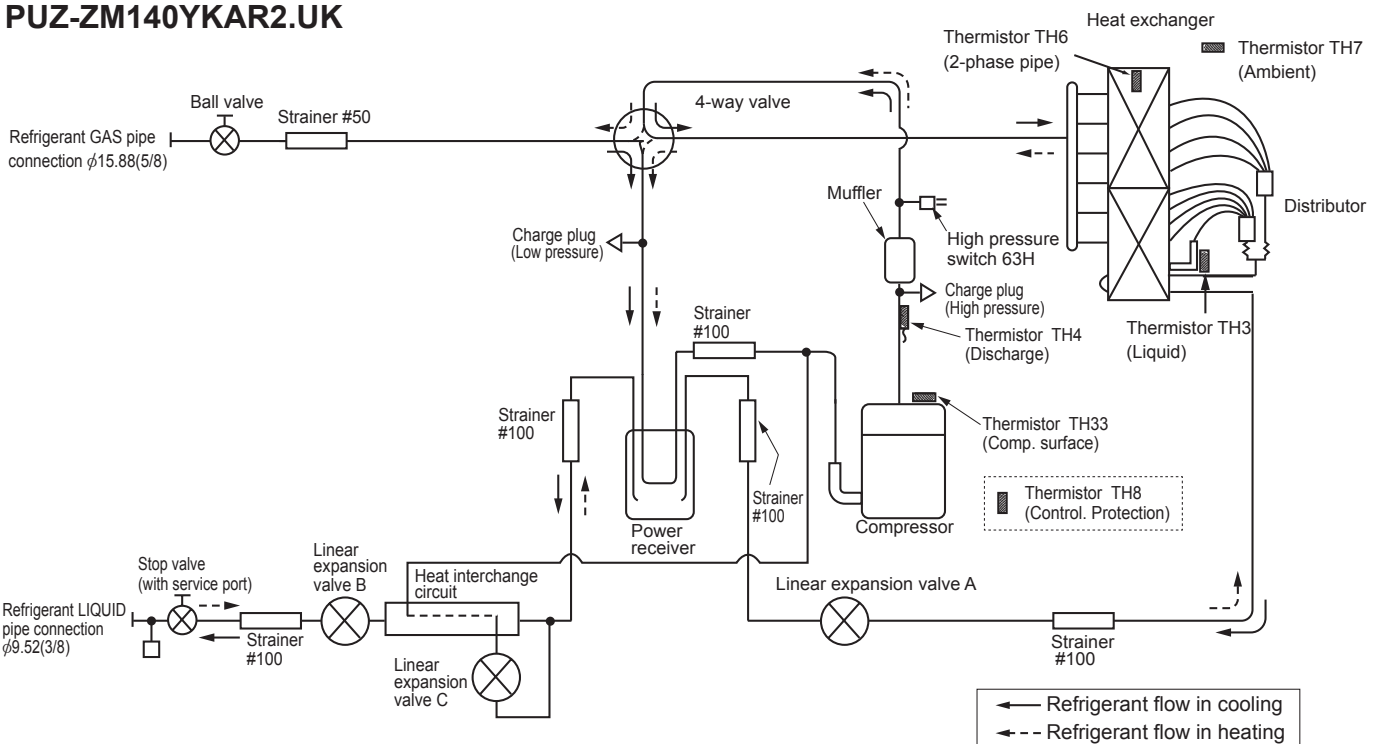 PUZ-ZM140YKAR2.UK
Heat exchanger
Thermistor TH6
(2-phase pipe)
Thermistor TH7
(Ambient)
Ball valve
Strainer #50
4-way valve
Refrigerant GAS pipe
connection ϕ15.88(5/8)
Muffler
Distributor
Charge plug
(Low pressure)
High pressure
switch 63H
Charge plug
(High pressure)
Strainer
#100
Thermistor TH4
(Discharge)
Thermistor TH3
(Liquid)
Strainer
#100
Thermistor TH33
(Comp. surface)
Strainer
#100
Thermistor TH8
(Control. Protection)
Power
receiver
Compressor
Stop valve
(with service port)
Linear
expansion
valve B
Heat interchange
circuit
Linear expansion valve A
Refrigerant LIQUID
pipe connection
ϕ9.52(3/8)
Strainer
#100
Linear
expansion
valve C
Strainer
#100
Refrigerant flow in cooling
Refrigerant flow in heating